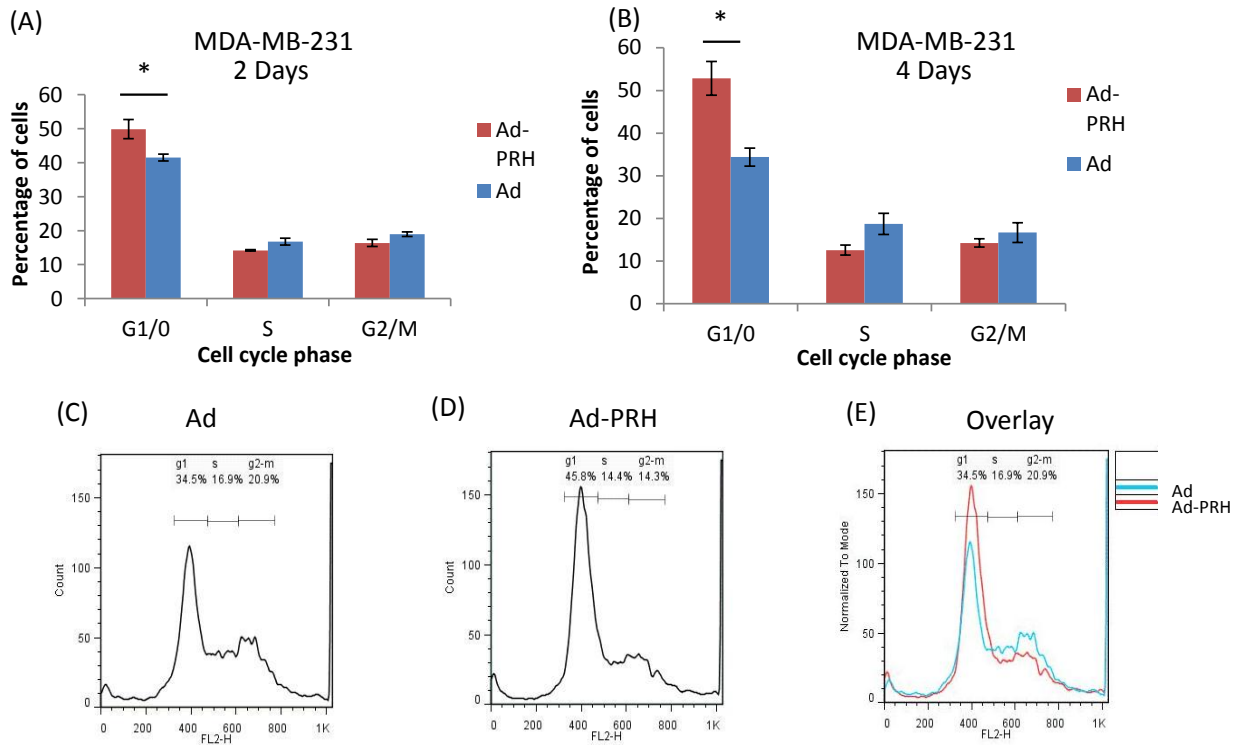 (A)
MDA-MB-231
2 Days
*
Percentage of cells
60
50
40
30
20
10
0
G1/0 S G2/M
Cell cycle phase
Ad-
PRH
Ad
(B)
MDA-MB-231
4 Days
*
Percentage of cells
60
50
40
30
20
10
0
G1/0 S G2/M
Cell cycle phase
Ad-
PRH
Ad
(C) Ad
g1 s g2-m
34.5% 16.9% 20.9%
Count
150
100
50
0
0 200 400 600 800 1K
FL2-H
(D) Ad-PRH
g1 s g2-m
45.8% 14.4% 14.3%
Count
150
100
50
0
0 200 400 600 800 1K
FL2-H
(E) Overlay
g1 s g2-m
34.5% 16.9% 20.9%
Normalized To Mode
150
100
50
0
0 200 400 600 800 1K
FL2-H
Ad
Ad-PRH